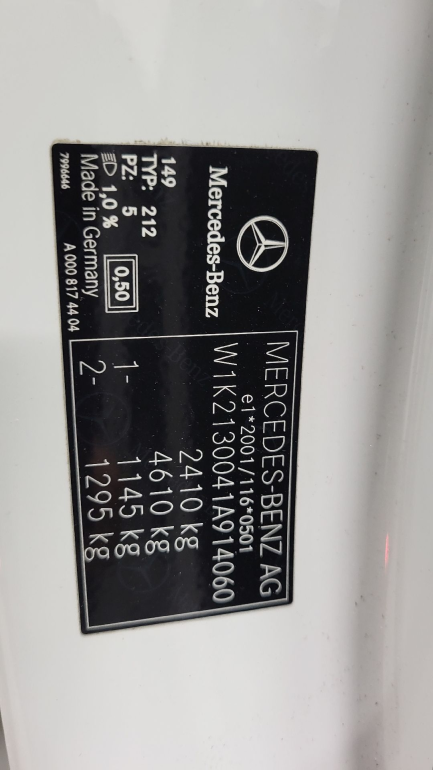 Mercedes-Benz
149
TYP: 212
PZ: 5
1,0 %
0,50
Made in Germany
7996646 A 000 817 44 04
MERCEDES-BENZ AG
e1*2001/116*0501
W1K2130041A914060
2410 kg
4610 kg
1- 1145 kg
2- 1295 kg